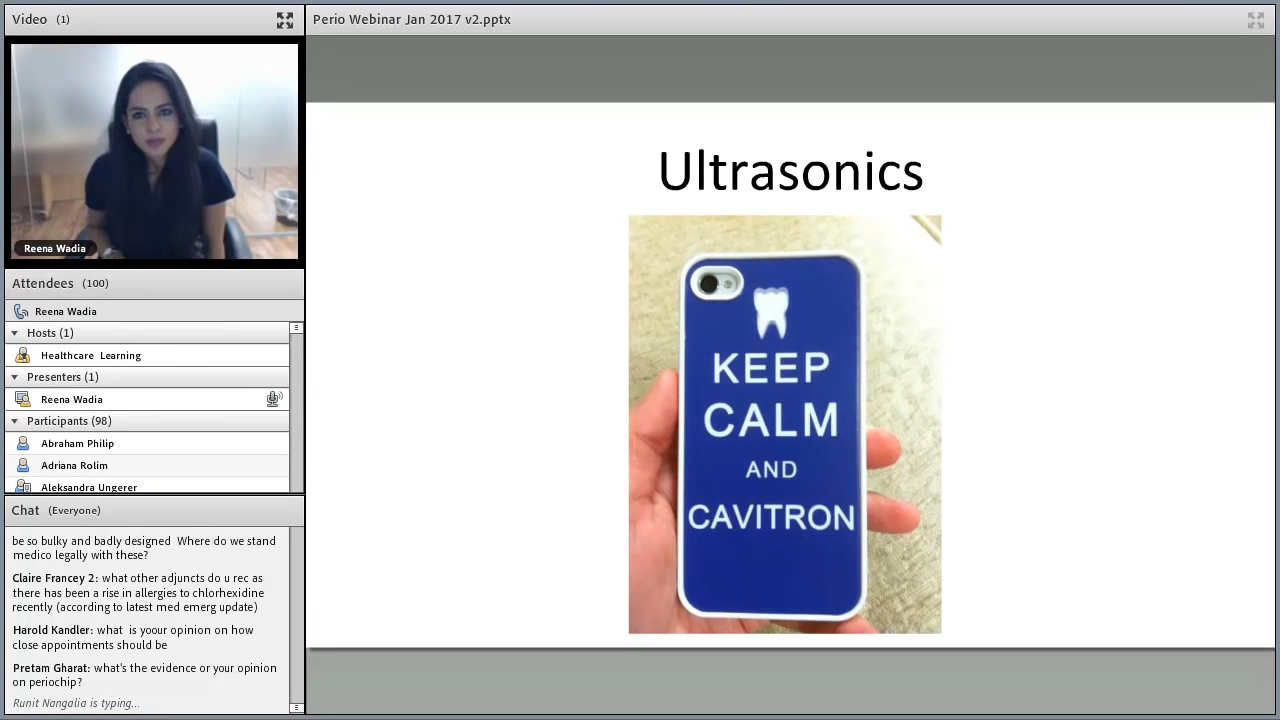 Video (1)
Perio Webinar Jan 2017 v2.pptx
Reena Wadia
Attendees (100)
Reena Wadia
Hosts (1)
Healthcare Learning
Presenters (1)
Reena Wadia
Participants (98)
Abraham Philip
Adriana Rolim
Aleksandra Ungerer
Chat (Everyone)
be so bulky and badly designed Where do we stand
medico legally with these?
Claire Francey 2: what other adjuncts do u rec as
there has been a rise in allergies to chlorhexidine
recently (according to latest med emerg update)
Harold Kandler: what is yoour opinion on how
close appointments should be
Pretam Gharat: what's the evidence or your opinion
on periochip?
Runit Nangalia is typing...
Ultrasonics
KEEP
CALM
AND
CAVITRON